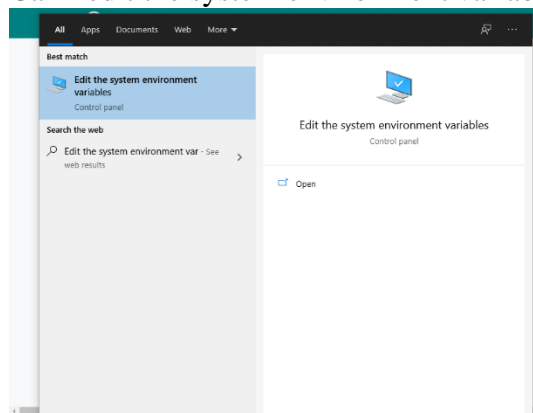 All Apps Documents Web More
Best match
Edit the system environment
variables
Control panel
Search the web
Edit the system environment var - See
web results
Edit the system environment variables
Control panel
Open